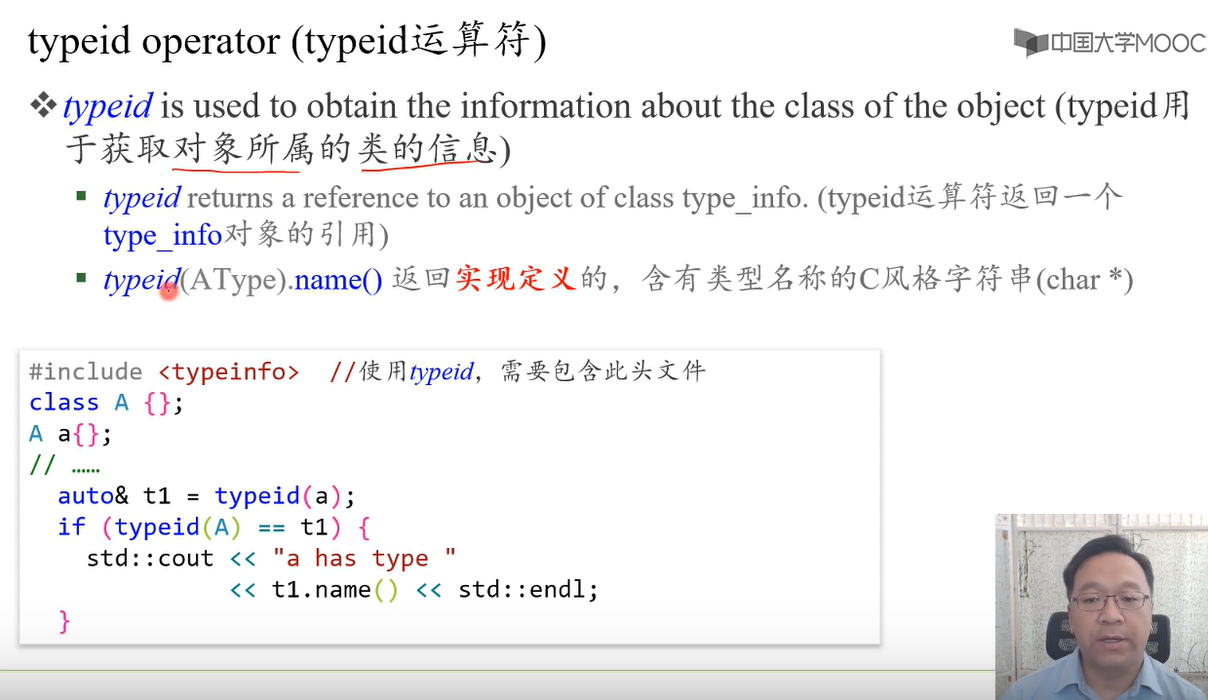 typeid operator (typeid运算符)
中国大学MOOC
typeid is used to obtain the information about the class of the object (typeid用
于获取对象所属的类的信息)
typeid returns a reference to an object of class type_info. (typeid运算符返回一个
type_info对象的引用)
typeid(AType).name() 返回实现定义的，含有类型名称的C风格字符串(char *)
#include <typeinfo> //使用typeid，需要包含此头文件
class A {};
A a{};
// ……
auto& t1 = typeid(a);
if (typeid(A) == t1) {
std::cout << "a has type "
<< t1.name() << std::endl;
}